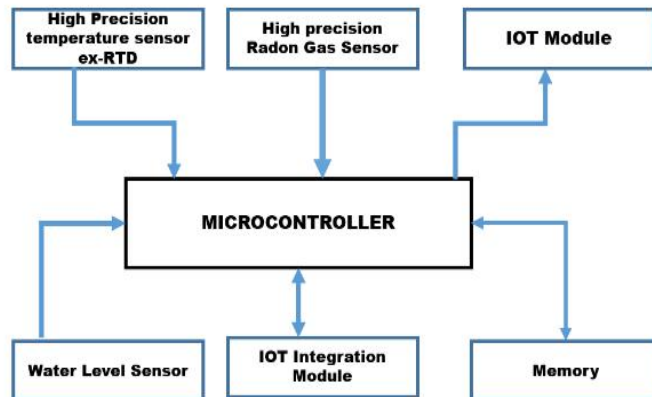 High Precision
temperature sensor
ex-RTD
High precision
Radon Gas Sensor
IOT Module
MICROCONTROLLER
Water Level Sensor
IOT Integration
Module
Memory